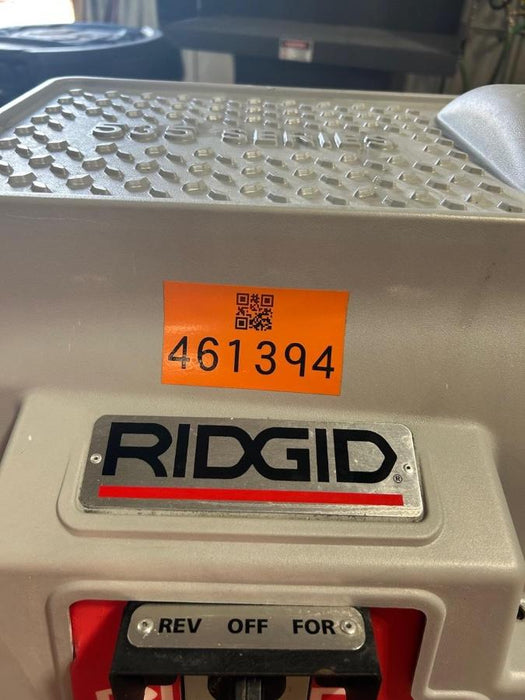 535 SERIES
461394
RIDGID®
REV OFF FOR